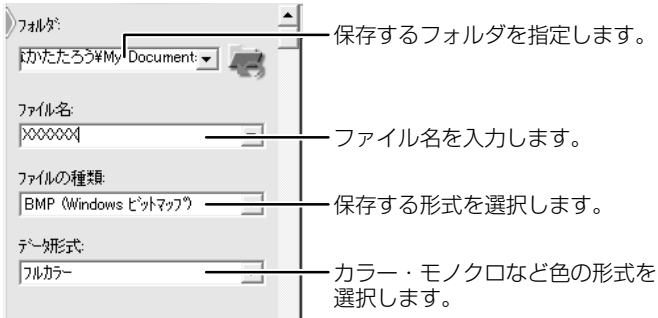 フォルダ:
保存するフォルダを指定します。
かたたろう¥My Document
ファイル名:
XXXXXXX
ファイル名を入力します。
ファイルの種類:
BMP (Windows ビットマップ)
保存する形式を選択します。
データ形式:
フルカラー
カラー・モノクロなど色の形式を
選択します。